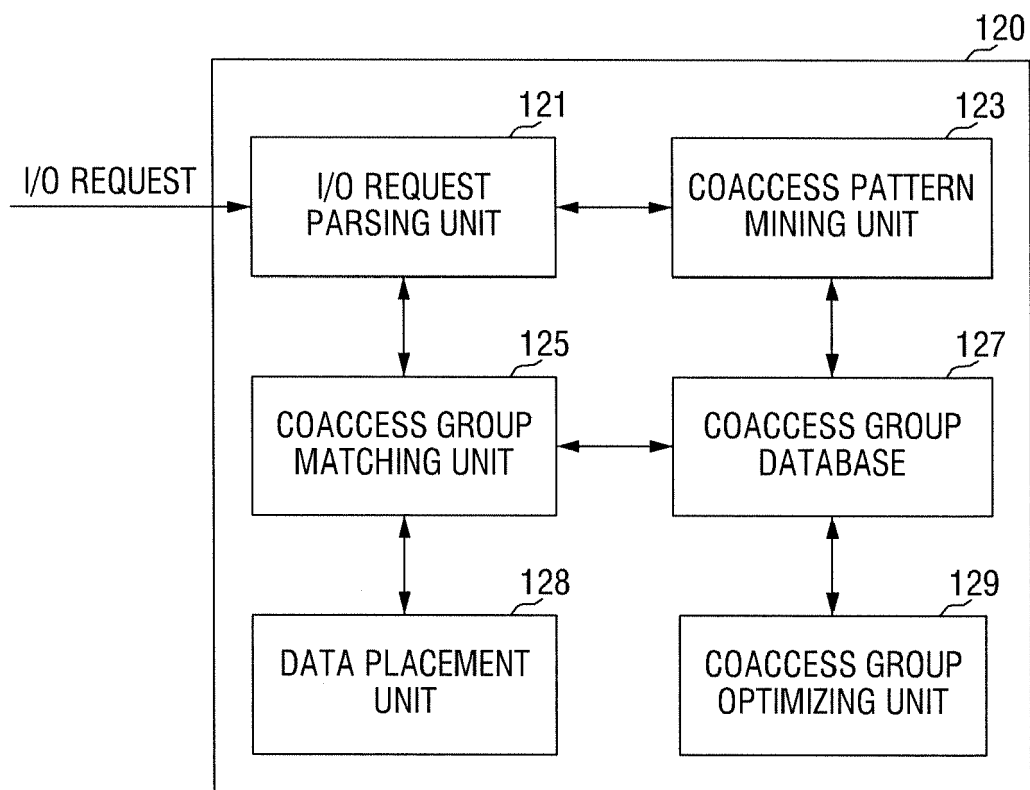 120
121
123
I/O REQUEST
I/O REQUEST
PARSING UNIT
COACCESS PATTERN
MINING UNIT
125
127
COACCESS GROUP
MATCHING UNIT
COACCESS GROUP
DATABASE
128
129
DATA PLACEMENT
UNIT
COACCESS GROUP
OPTIMIZING UNIT